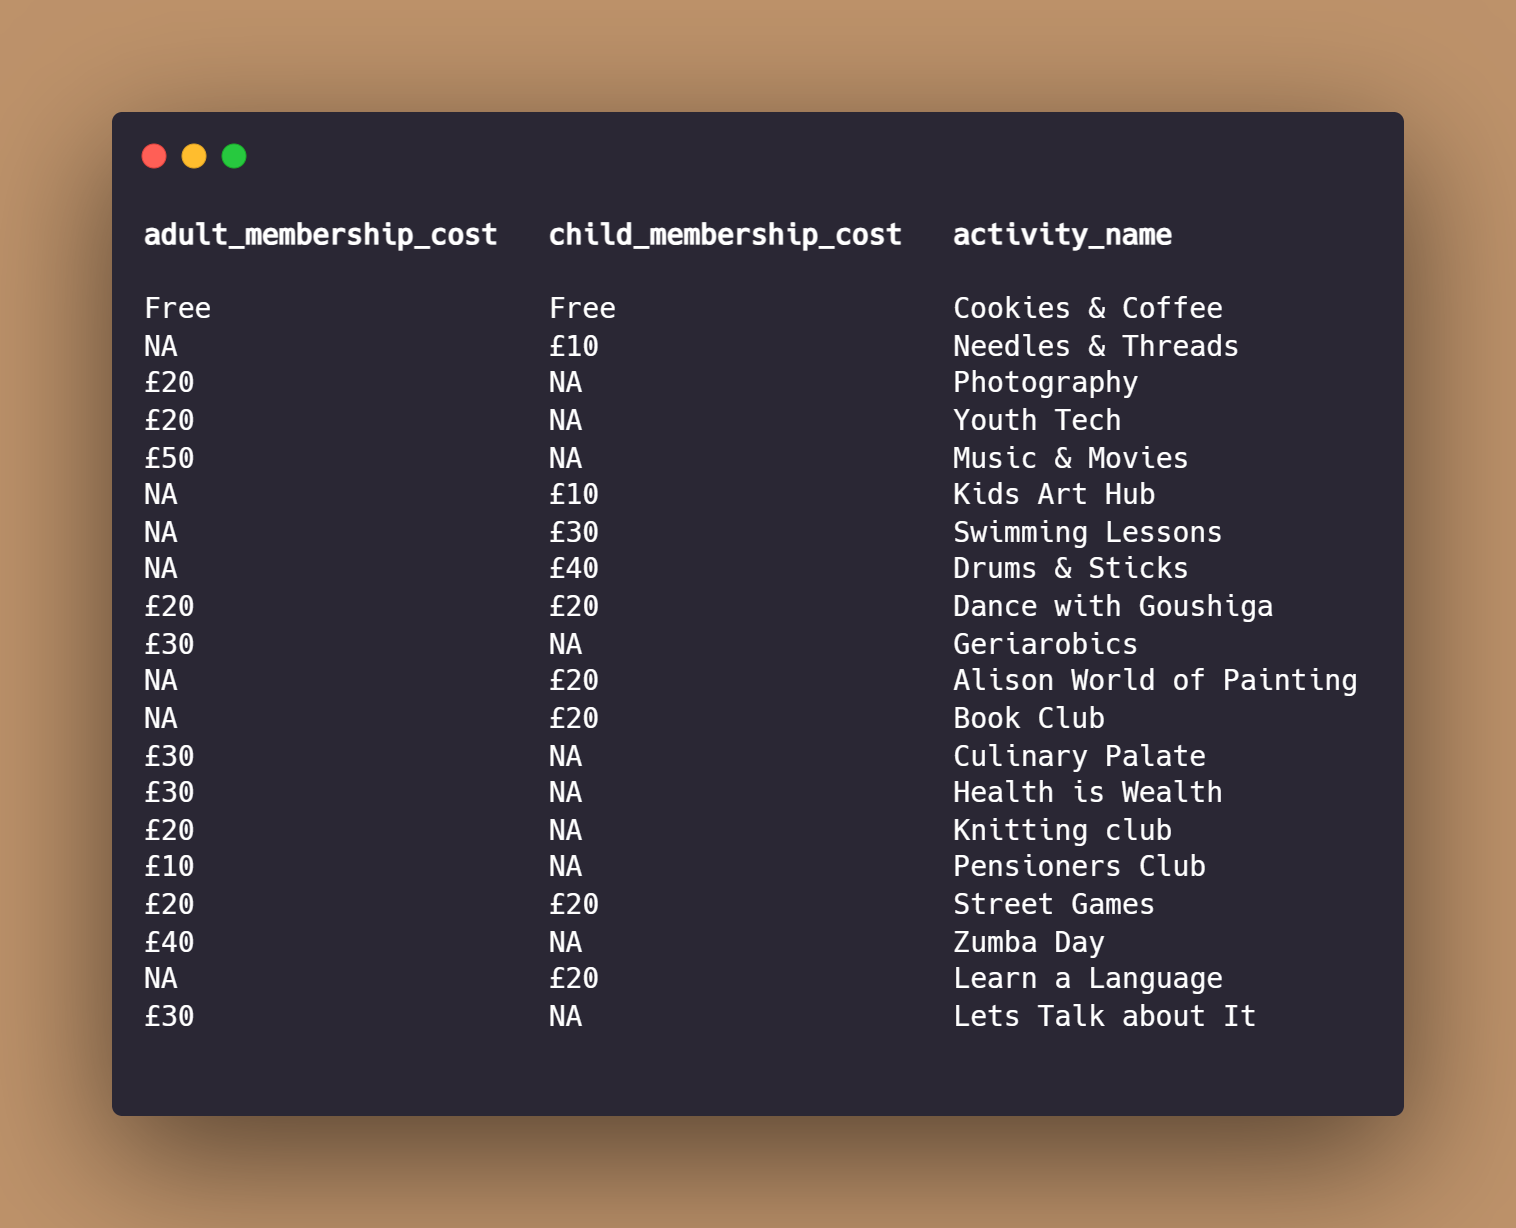 adult_membership_cost child_membership_cost activity_name
Free Free Cookies & Coffee
NA £10 Needles & Threads
£20 NA Photography
£20 NA Youth Tech
£50 NA Music & Movies
NA £10 Kids Art Hub
NA £30 Swimming Lessons
NA £40 Drums & Sticks
£20 £20 Dance with Goushiga
£30 NA Geriarobics
NA £20 Alison World of Painting
NA £20 Book Club
£30 NA Culinary Palate
£30 NA Health is Wealth
£20 NA Knitting club
£10 NA Pensioners Club
£20 £20 Street Games
£40 NA Zumba Day
NA £20 Learn a Language
£30 NA Lets Talk about It